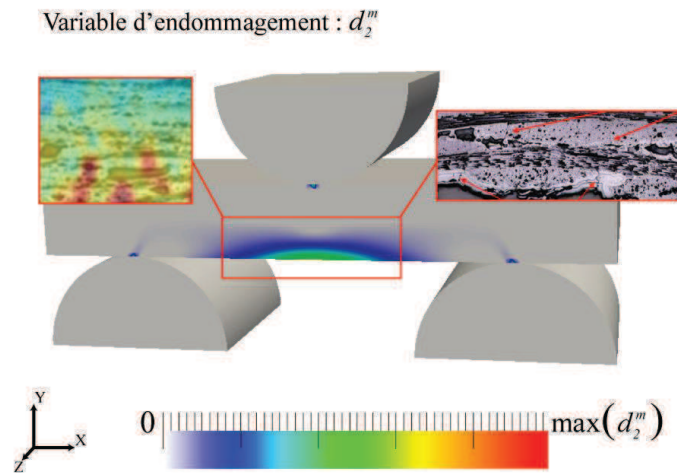 Variable d'endommagement : d₂ᵐ
Y
X
Z
0
max(d₂ᵐ)